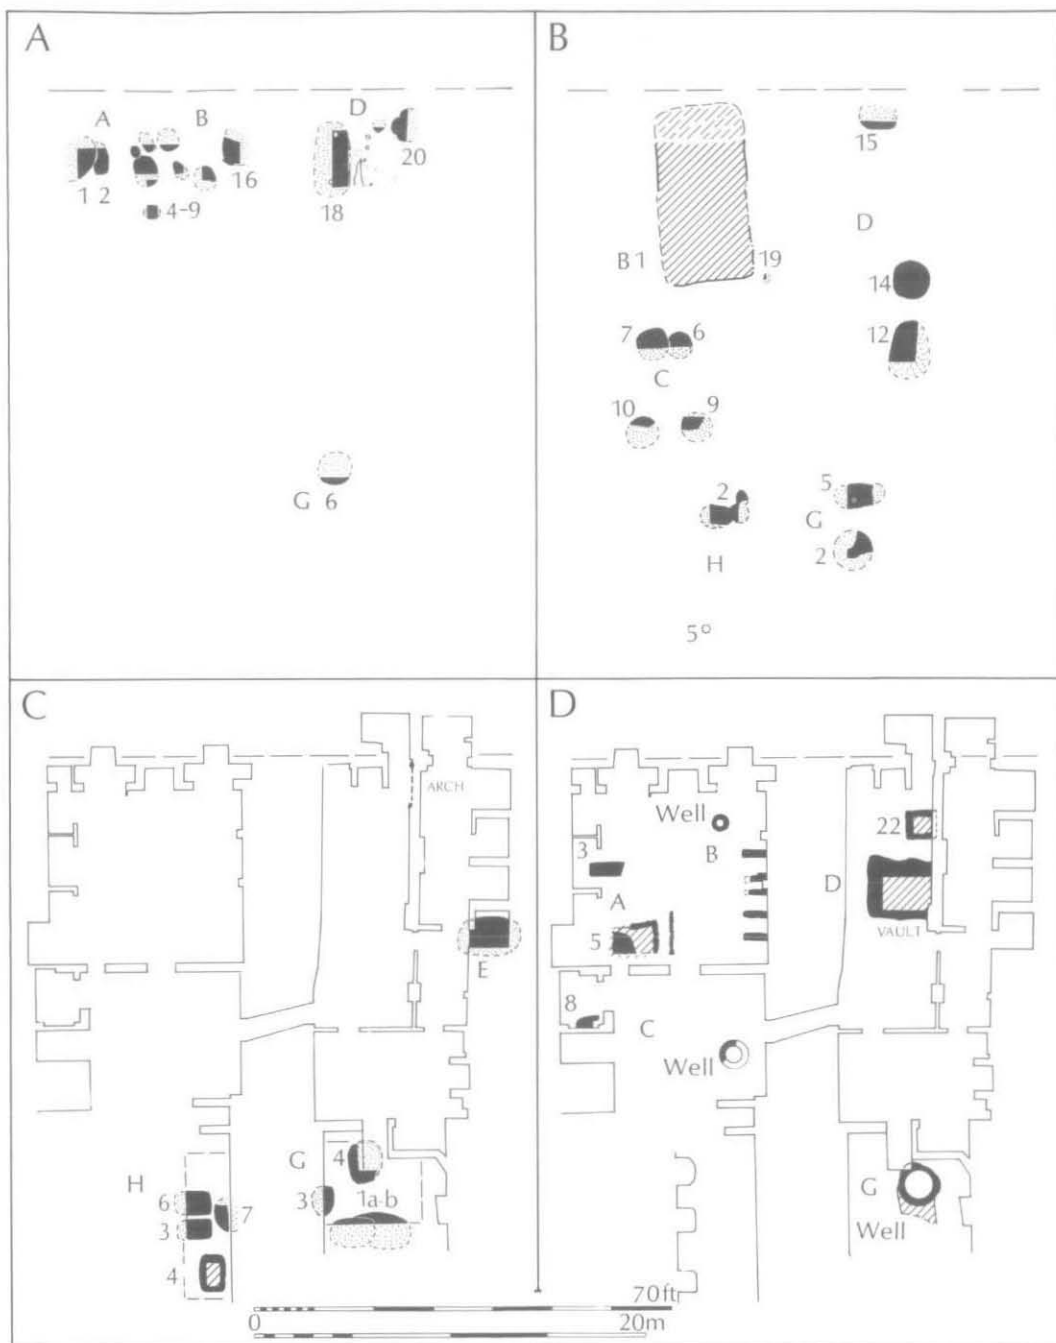 A
A B D
1 2 4-9 16 18 20
G 6
B
15
D
B 1 19
14
7 6 12
C
10 9
2 5
G
H 2
5
C
ARCH
E
H G 4
6 7 3 1a-b
3
4
D
Well
22
3 B
D
A
5 VAULT
8 C
Well
G
Well
70ft
0 20m